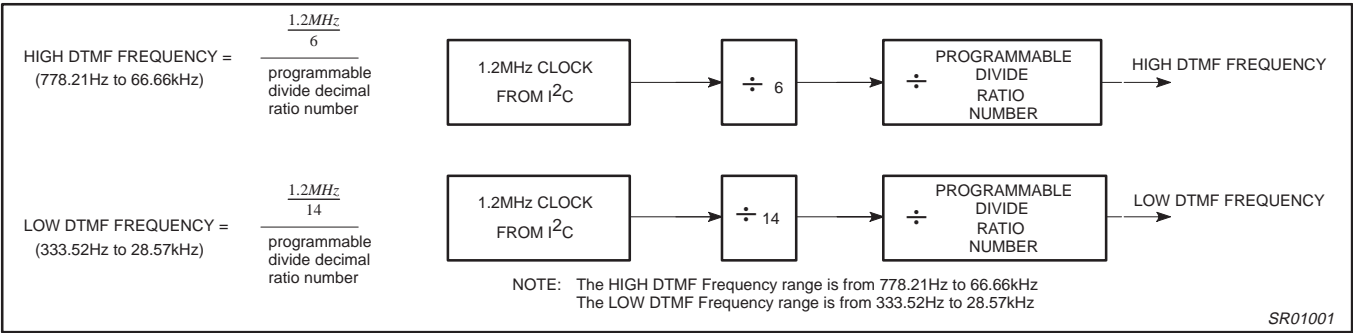 HIGH DTMF FREQUENCY =
(778.21Hz to 66.66kHz)
1.2MHz
6
programmable
divide decimal
ratio number
1.2MHz CLOCK
FROM I2C
÷ 6
÷
PROGRAMMABLE
DIVIDE
RATIO
NUMBER
HIGH DTMF FREQUENCY
LOW DTMF FREQUENCY =
(333.52Hz to 28.57kHz)
1.2MHz
14
programmable
divide decimal
ratio number
1.2MHz CLOCK
FROM I2C
÷ 14
÷
PROGRAMMABLE
DIVIDE
RATIO
NUMBER
LOW DTMF FREQUENCY
NOTE: The HIGH DTMF Frequency range is from 778.21Hz to 66.66kHz
The LOW DTMF Frequency range is from 333.52Hz to 28.57kHz
SR01001